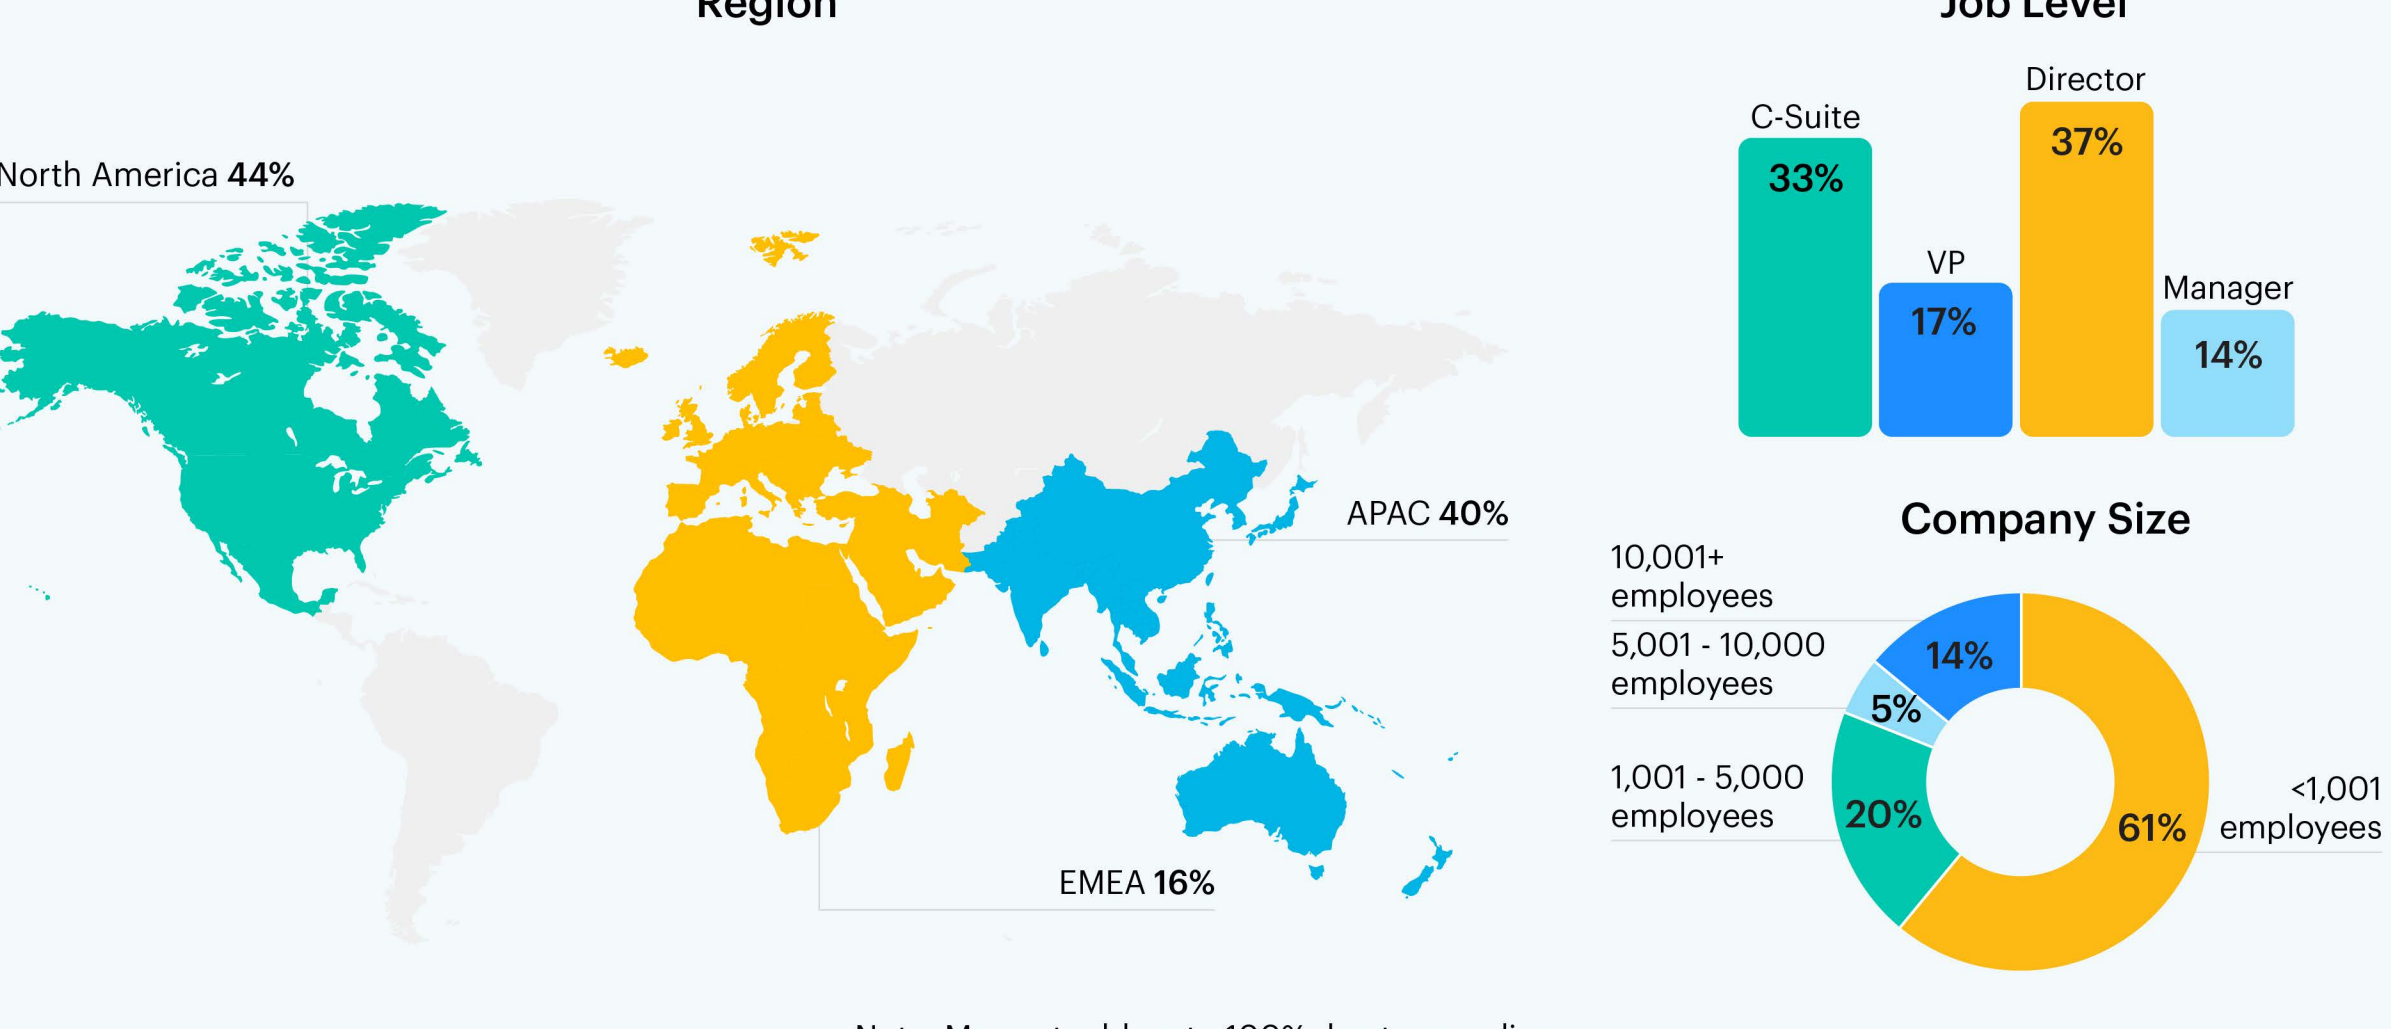 Region
North America 44%
APAC 40%
EMEA 16%
Job Level
C-Suite
33%
VP
17%
Director
37%
Manager
14%
Company Size
10,001+
employees
14%
5,001 - 10,000
employees
5%
1,001 - 5,000
employees
20%
<1,001
employees
61%